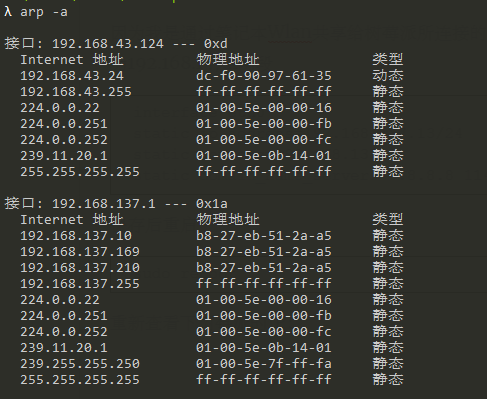 λ arp -a
接口: 192.168.43.124 --- 0xd
Internet 地址 物理地址 类型
192.168.43.24 dc-f0-90-97-61-35 动态
192.168.43.255 ff-ff-ff-ff-ff-ff 静态
224.0.0.22 01-00-5e-00-00-16 静态
224.0.0.251 01-00-5e-00-00-fb 静态
224.0.0.252 01-00-5e-00-00-fc 静态
239.11.20.1 01-00-5e-0b-14-01 静态
255.255.255.255 ff-ff-ff-ff-ff-ff 静态
接口: 192.168.137.1 --- 0x1a
Internet 地址 物理地址 类型
192.168.137.10 b8-27-eb-51-2a-a5 静态
192.168.137.169 b8-27-eb-51-2a-a5 静态
192.168.137.210 b8-27-eb-51-2a-a5 静态
192.168.137.255 ff-ff-ff-ff-ff-ff 静态
224.0.0.22 01-00-5e-00-00-16 静态
224.0.0.251 01-00-5e-00-00-fb 静态
224.0.0.252 01-00-5e-00-00-fc 静态
239.11.20.1 01-00-5e-0b-14-01 静态
239.255.255.250 01-00-5e-7f-ff-fa 静态
255.255.255.255 ff-ff-ff-ff-ff-ff 静态